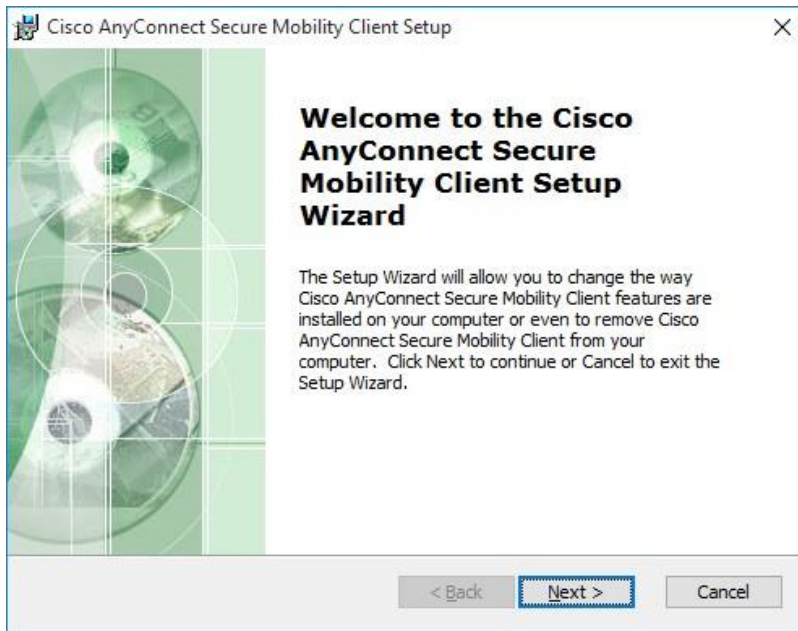 Cisco AnyConnect Secure Mobility Client Setup
Welcome to the Cisco
AnyConnect Secure
Mobility Client Setup
Wizard
The Setup Wizard will allow you to change the way
Cisco AnyConnect Secure Mobility Client features are
installed on your computer or even to remove Cisco
AnyConnect Secure Mobility Client from your
computer.  Click Next to continue or Cancel to exit the
Setup Wizard.
< Back
Next >
Cancel